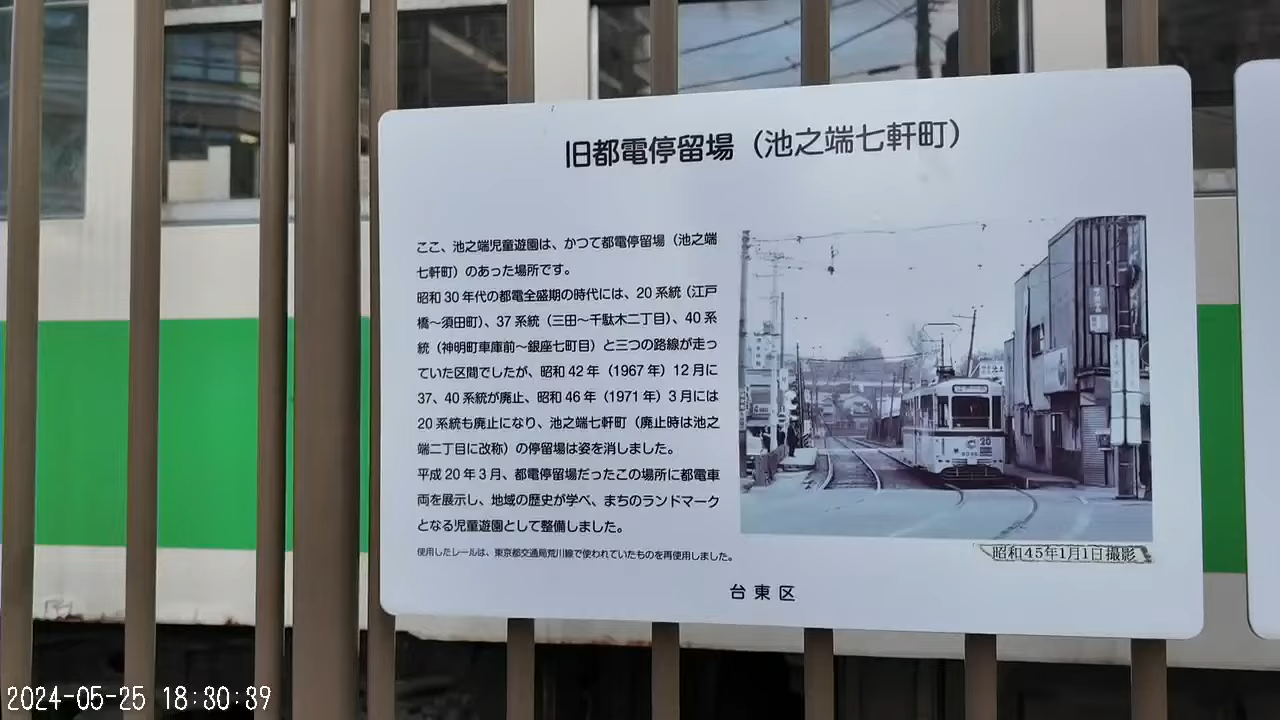 旧都電停留場（池之端七軒町）
ここ、池之端児童遊園は、かつて都電停留場（池之端
七軒町）のあった場所です。
昭和30年代の都電全盛期の時代には、20系統（江戸
橋～須田町）、37系統（三田～千駄木二丁目）、40系
統（神明町車庫前～銀座七町目）と三つの路線が走っ
ていた区間でしたが、昭和42年（1967年）12月に
37、40系統が廃止、昭和46年（1971年）3月には
20系統も廃止になり、池之端七軒町（廃止時は池之
端二丁目に改称）の停留場は姿を消しました。
平成20年3月、都電停留場だったこの場所に都電車
両を展示し、地域の歴史が学べ、まちのランドマーク
となる児童遊園として整備しました。
使用したレールは、東京都交通局荒川線で使われていたものを再使用しました。
20
昭和45年1月1日撮影
台東区
2024-05-25 18:30:39